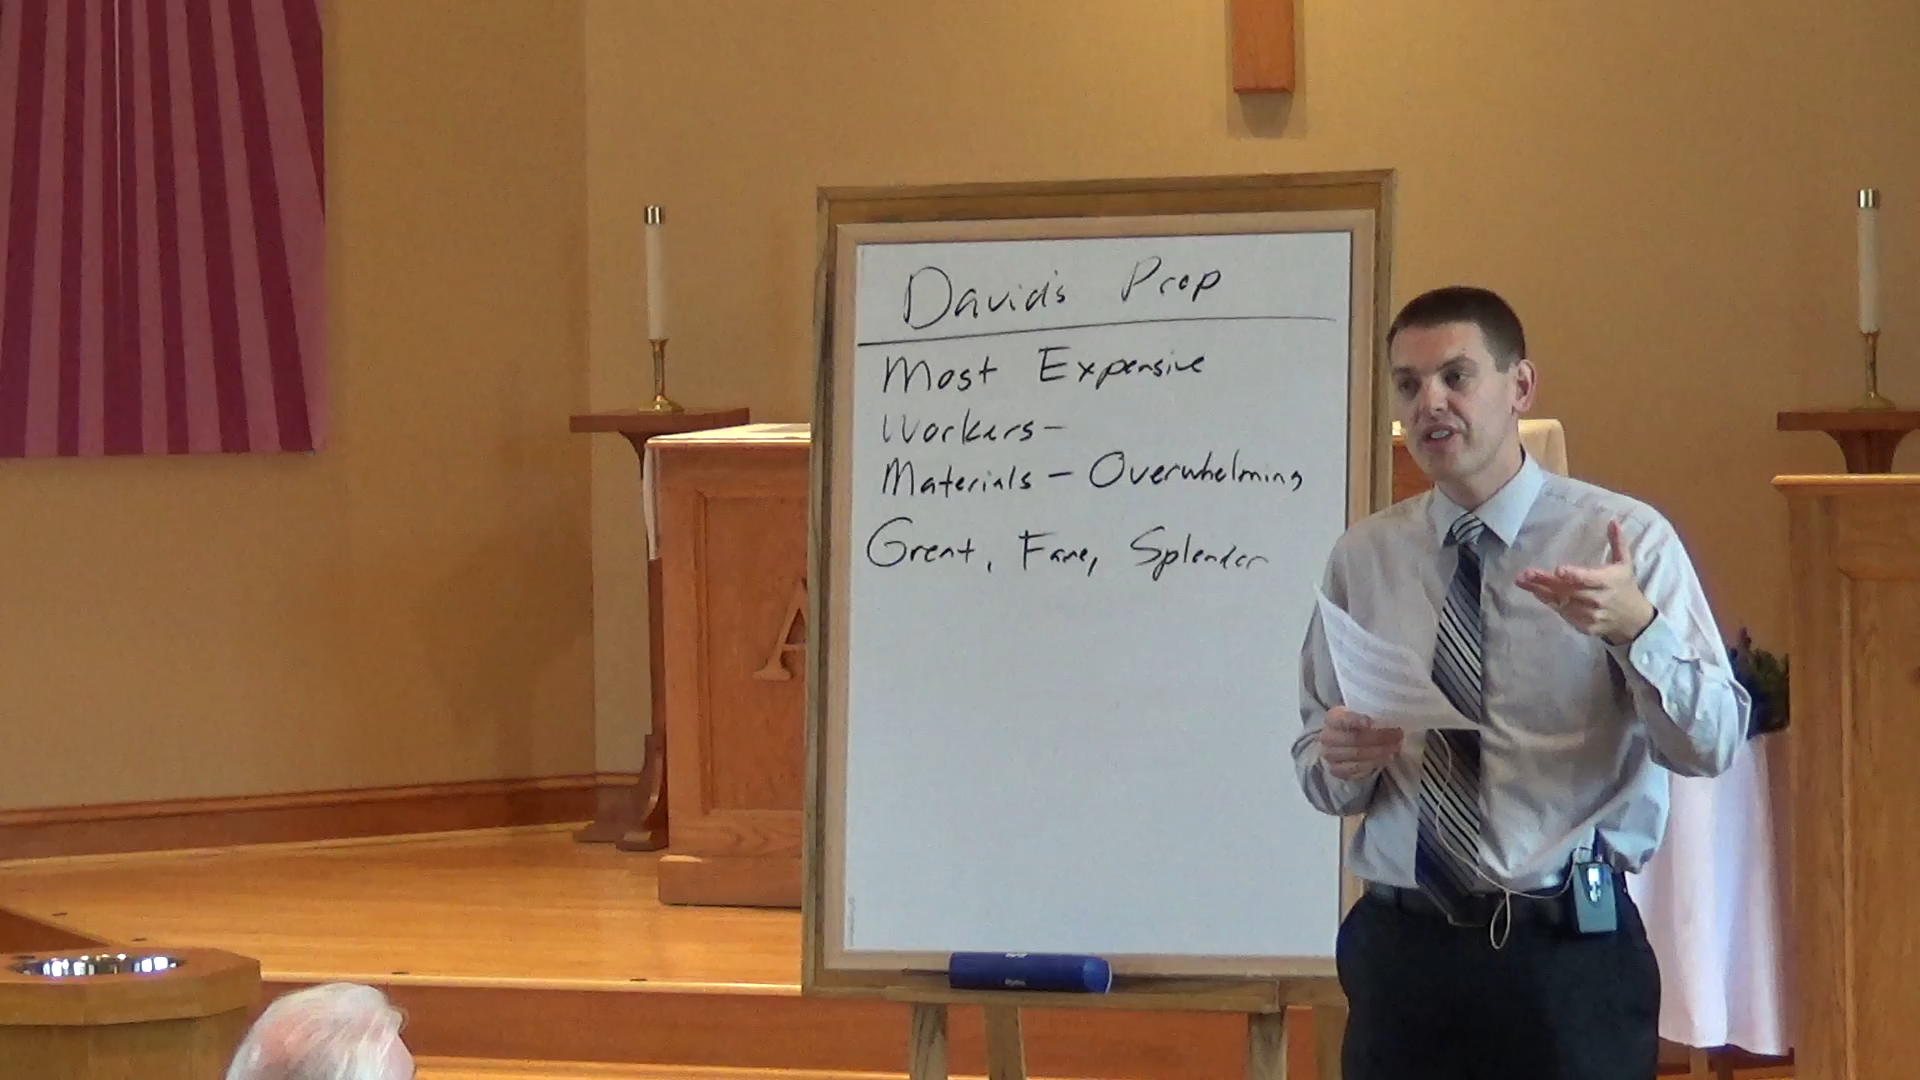 David's Prep
Most Expensive
Workers-
Materials - Overwhelming
Great, Fame, Splendor
A